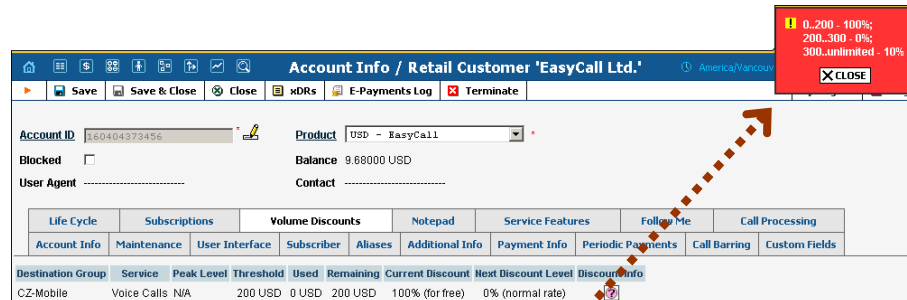 ! 0..200 - 100%;
200..300 - 0%;
300..unlimited - 10%
CLOSE
Account Info / Retail Customer 'EasyCall Ltd.'
America/Vancouv
Save
Save & Close
Close
xDRs
E-Payments Log
Terminate
Account ID 160404373456 *
Product USD - EasyCall *
Blocked
Balance 9.68000 USD
User Agent ---------------------------
Contact ---------------------------
Life Cycle Subscriptions Volume Discounts Notepad Service Features Follow Me Call Processing
Account Info Maintenance User Interface Subscriber Aliases Additional Info Payment Info Periodic Payments Call Barring Custom Fields
Destination Group Service Peak Level Threshold Used Remaining Current Discount Next Discount Level Discount Info
CZ-Mobile Voice Calls N/A 200 USD 0 USD 200 USD 100% (for free) 0% (normal rate) ?